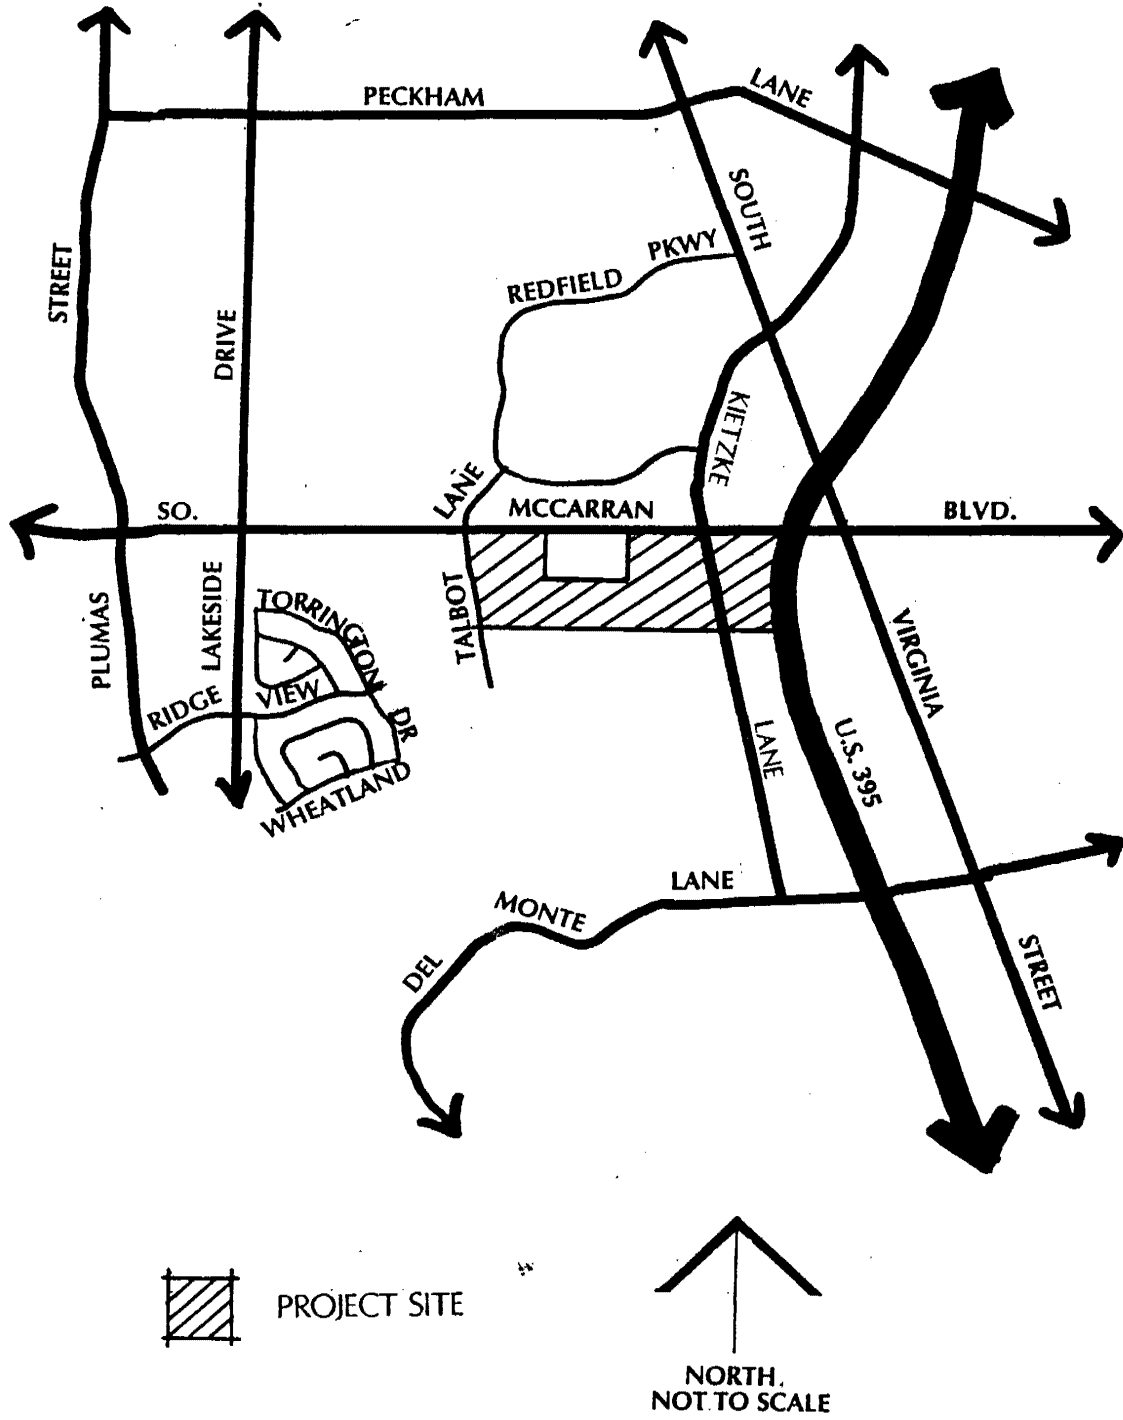 PECKHAM LANE
SOUTH
STREET
REDFIELD PKWY
DRIVE
KIETZKE
LANE
SO. MCCARRAN BLVD.
PLUMAS
LAKESIDE
TORRINGTON DR
TALBOT
VIRGINIA
RIDGE VIEW
LANE
U.S. 395
WHEATLAND
DEL MONTE LANE
STREET
PROJECT SITE
NORTH.
NOT TO SCALE